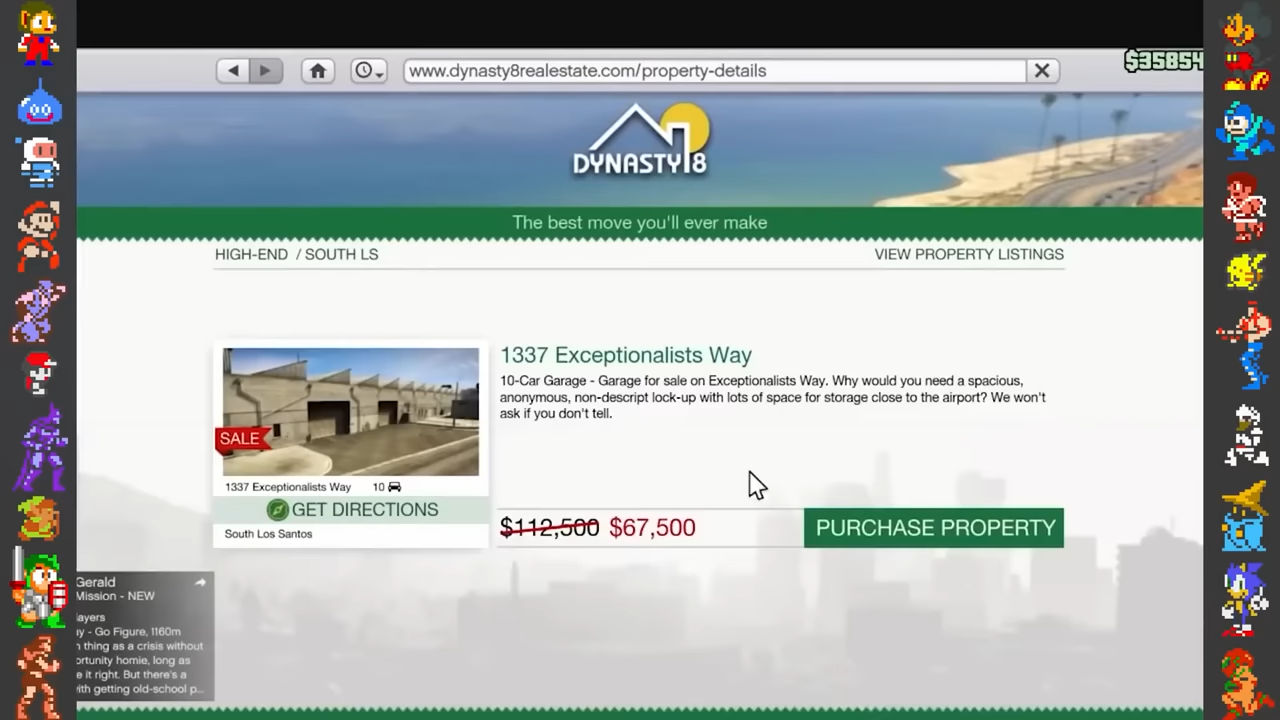 www.dynasty8realestate.com/property-details
$35854
DYNASTY 8
The best move you'll ever make
HIGH-END / SOUTH LS
VIEW PROPERTY LISTINGS
1337 Exceptionalists Way
10-Car Garage - Garage for sale on Exceptionalists Way. Why would you need a spacious,
anonymous, non-descript lock-up with lots of space for storage close to the airport? We won't
ask if you don't tell.
SALE
1337 Exceptionalists Way 10
GET DIRECTIONS
South Los Santos
$112,500 $67,500
PURCHASE PROPERTY
Gerald
Mission - NEW
ayers
y - Go Figure, 1160m
thing as a crisis without
ortunity homie, long as
e it right. But there's a
ith getting old-school p...